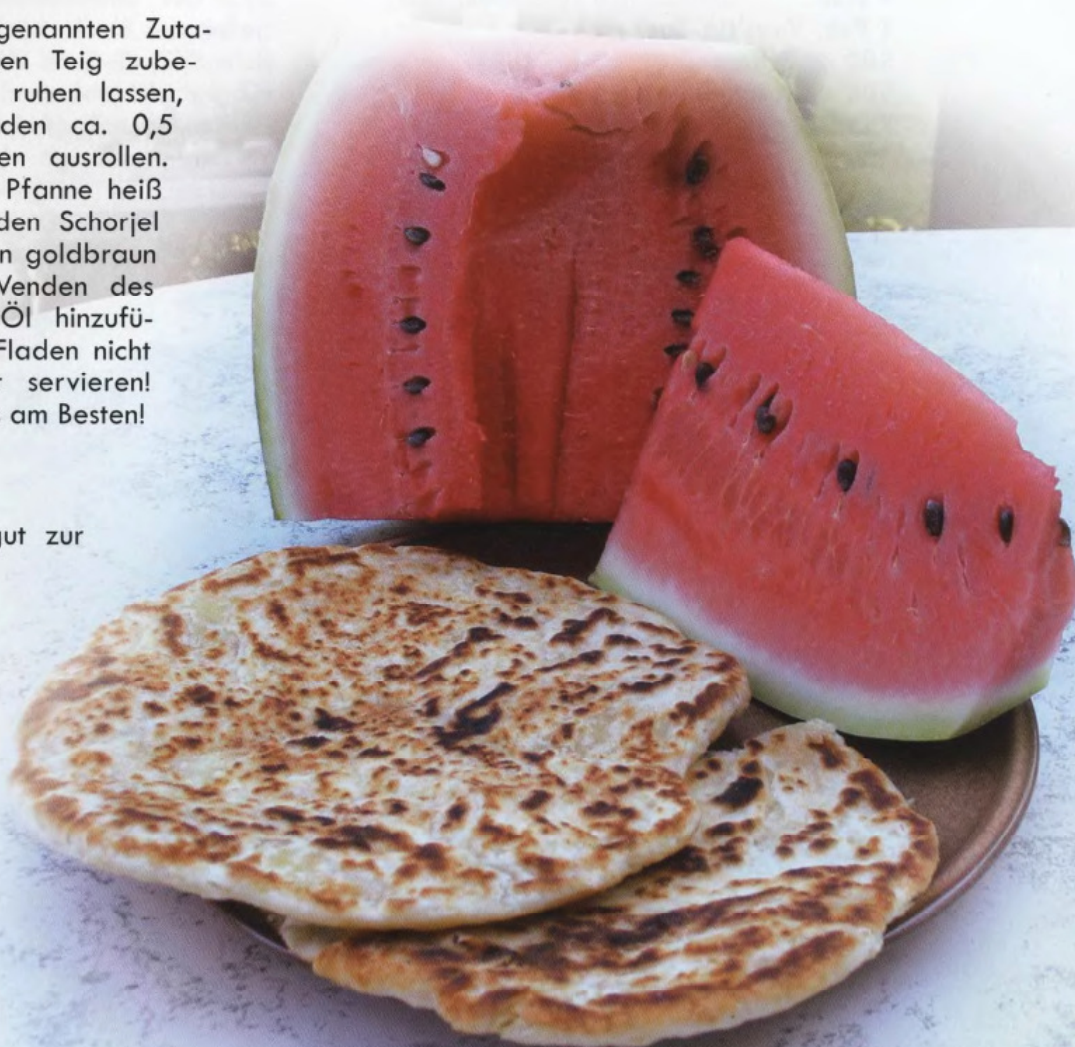 genannten Zuta-
en Teig zube-
ruhen lassen,
den ca. 0,5
en ausrollen.
Pfanne heiß
den Schorjel
n goldbraun
Wenden des
Öl hinzufü-
Fladen nicht
servieren!
am Besten!
gut zur